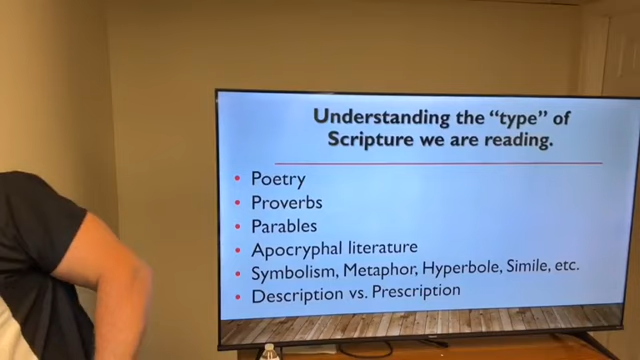 Understanding the “type” of
Scripture we are reading.
• Poetry
• Proverbs
• Parables
• Apocryphal literature
• Symbolism, Metaphor, Hyperbole, Simile, etc.
• Description vs. Prescription